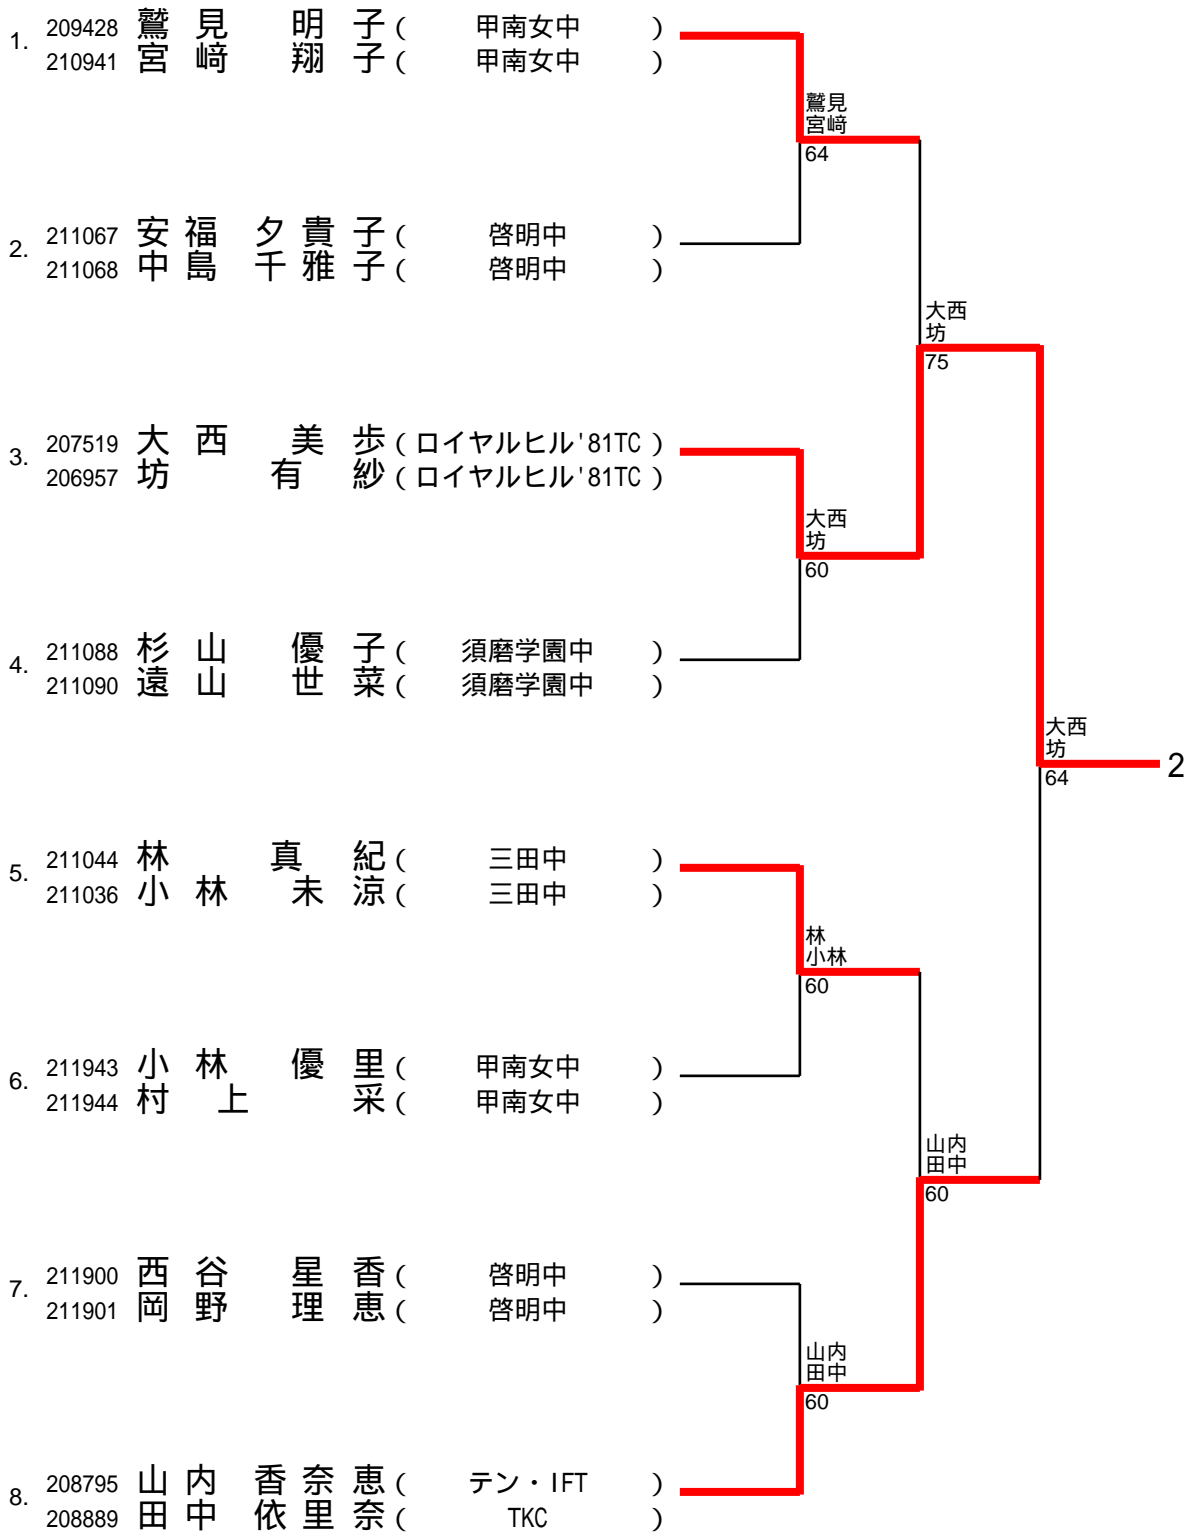 1. 209428 鷲見 明子 ( 甲南女中 )
210941 宮﨑 翔子 ( 甲南女中 )
鷲見
宮﨑
64
2. 211067 安福 夕貴子 ( 啓明中 )
211068 中島 千雅子 ( 啓明中 )
大西
坊
75
3. 207519 大西 美歩 ( ロイヤルヒル'81TC )
206957 坊 有紗 ( ロイヤルヒル'81TC )
大西
坊
60
4. 211088 杉山 優子 ( 須磨学園中 )
211090 遠山 世菜 ( 須磨学園中 )
大西
坊
64
2
5. 211044 林 真紀 ( 三田中 )
211036 小林 未涼 ( 三田中 )
林
小林
60
6. 211943 小林 優里 ( 甲南女中 )
211944 村上 采 ( 甲南女中 )
山内
田中
60
7. 211900 西谷 星香 ( 啓明中 )
211901 岡野 理恵 ( 啓明中 )
山内
田中
60
8. 208795 山内 香奈恵 ( テン・IFT )
208889 田中 依里奈 ( TKC )